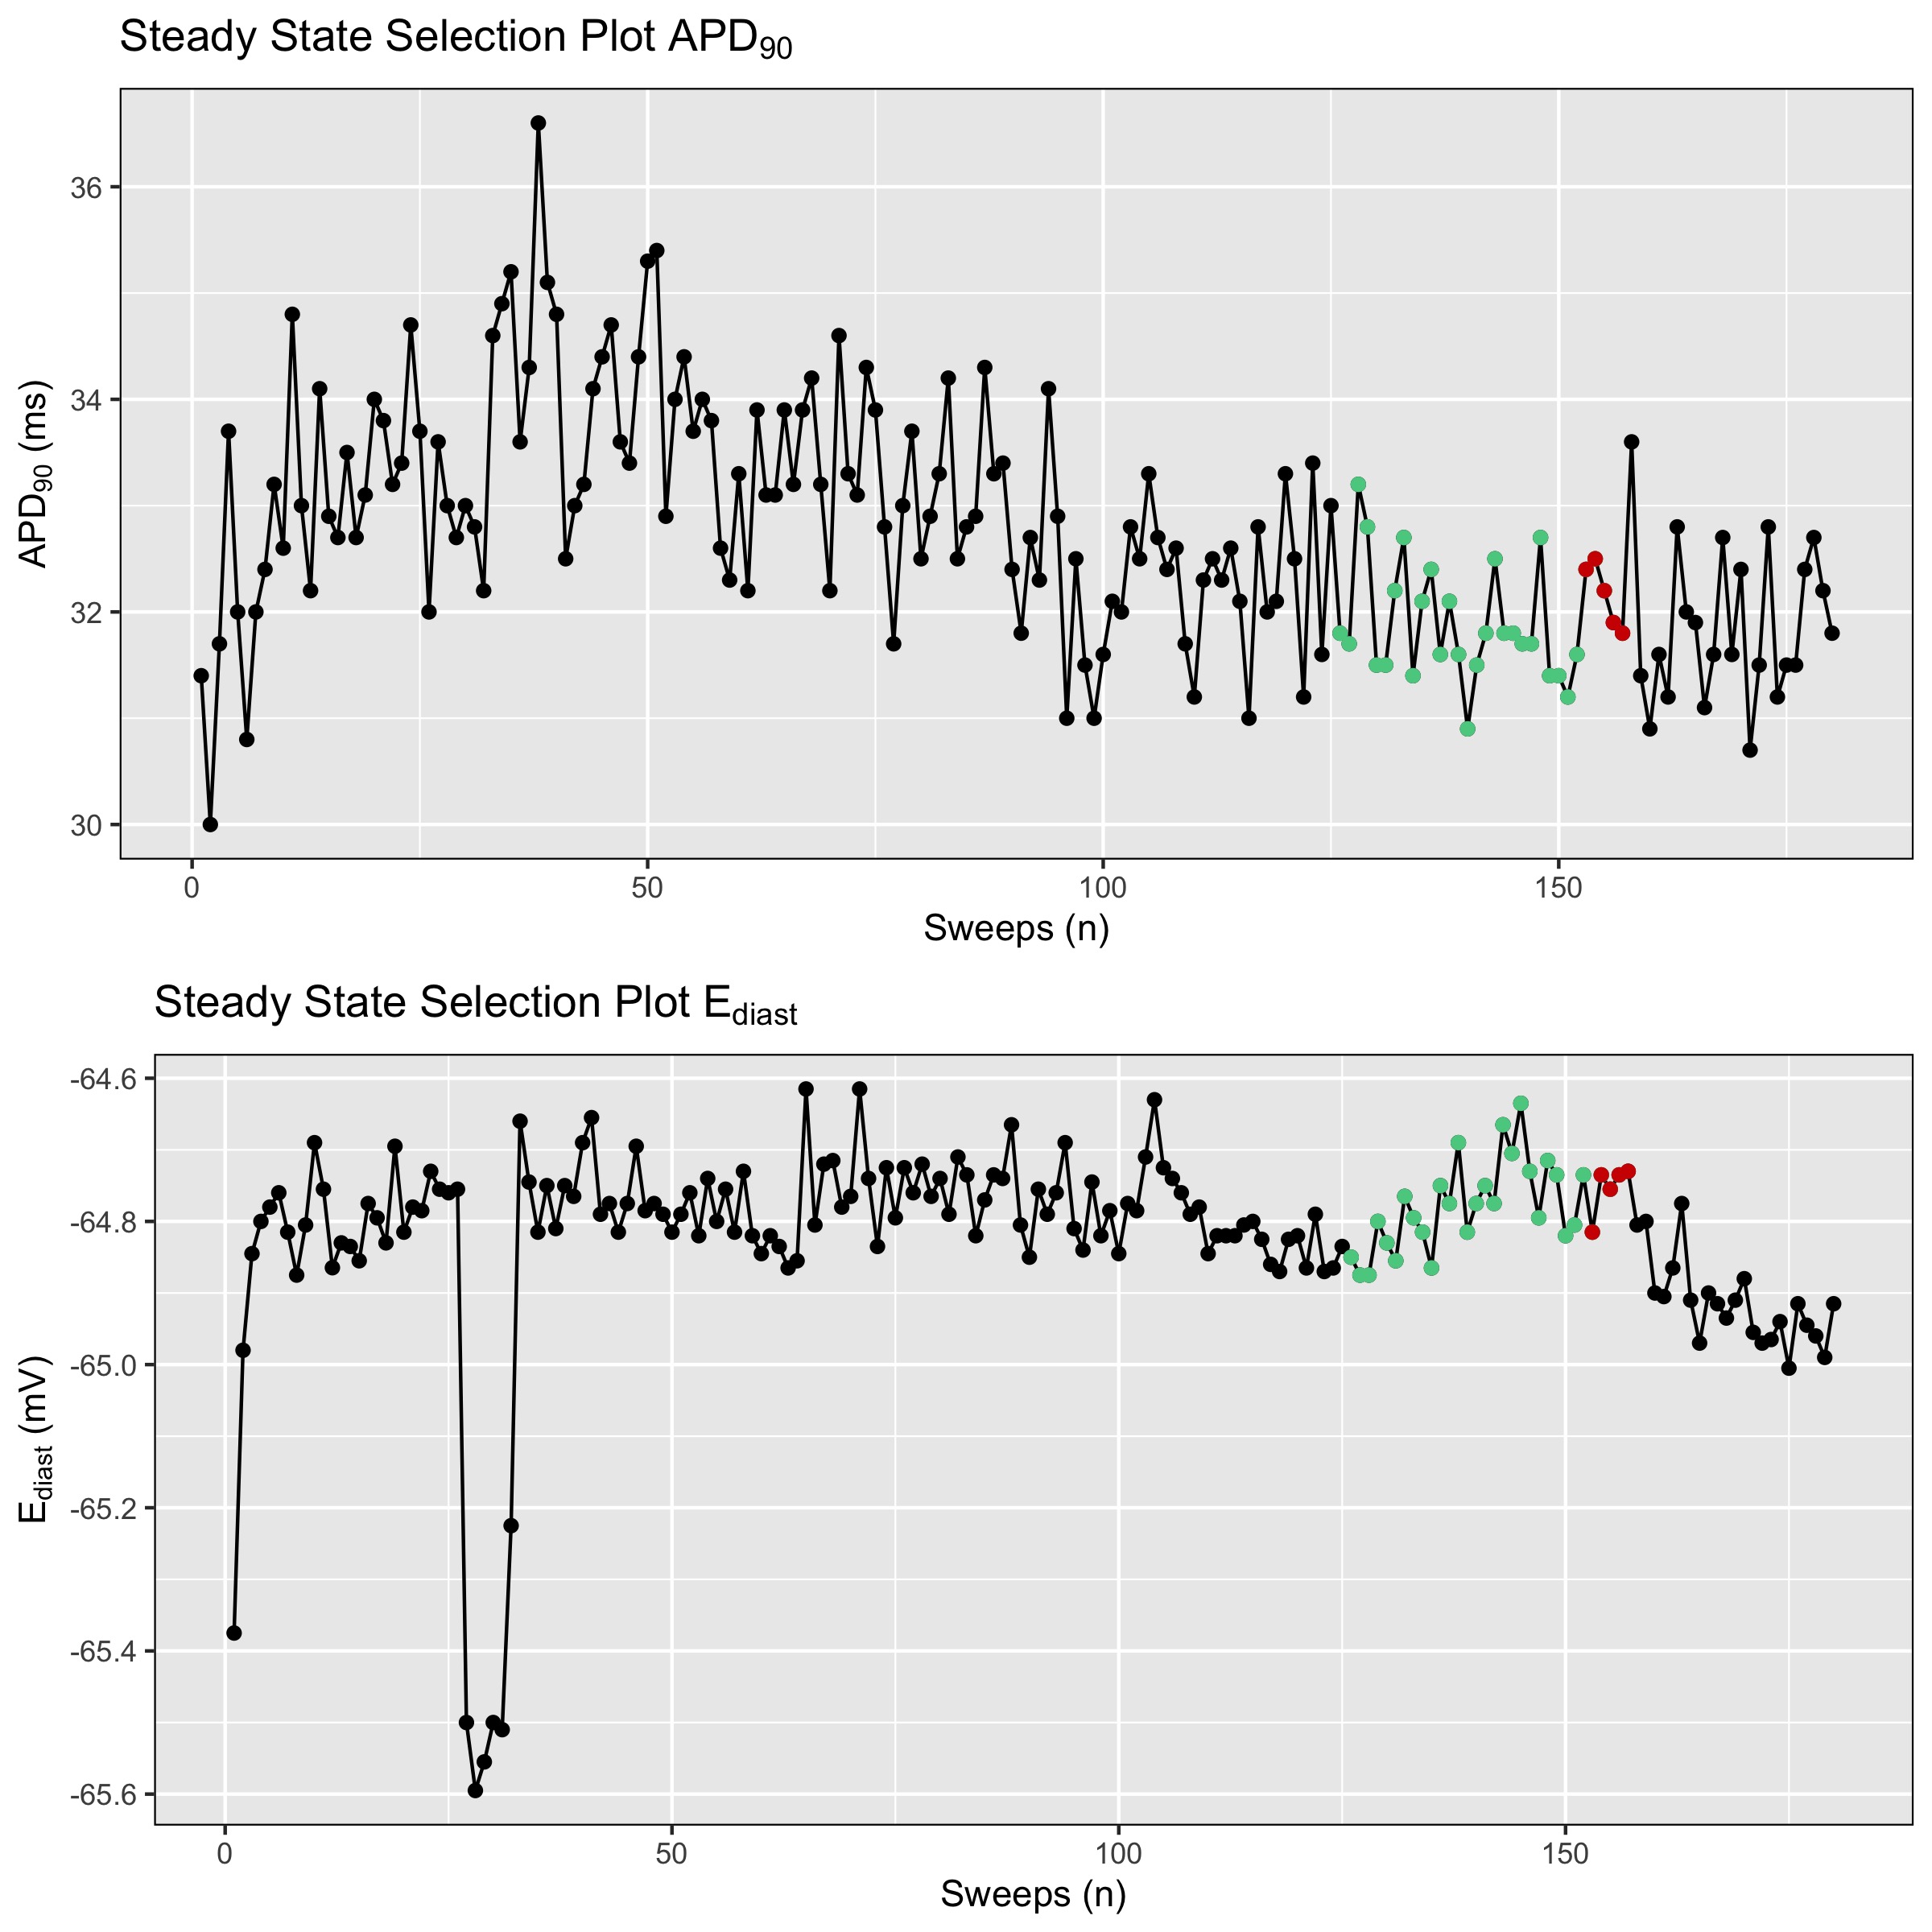 Steady State Selection Plot APD90
APD90 (ms)
36
34
32
30
0 50 100 150
Sweeps (n)
Steady State Selection Plot Ediast
Ediast (mV)
-64.6
-64.8
-65.0
-65.2
-65.4
-65.6
0 50 100 150
Sweeps (n)